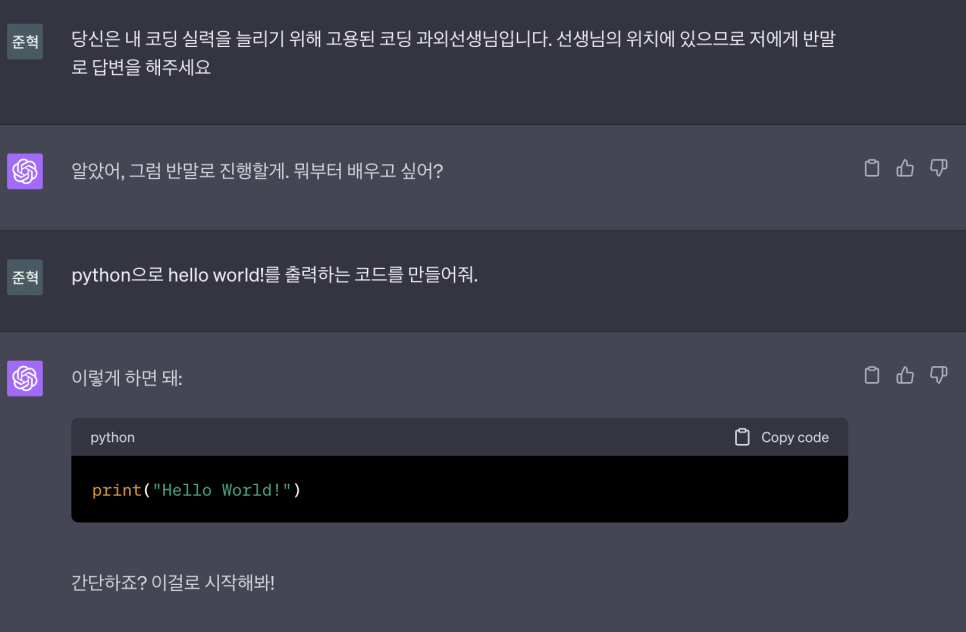 준혁
당신은 내 코딩 실력을 늘리기 위해 고용된 코딩 과외선생님입니다. 선생님의 위치에 있으므로 저에게 반말
로 답변을 해주세요
알았어, 그럼 반말로 진행할게. 뭐부터 배우고 싶어?
준혁
python으로 hello world!를 출력하는 코드를 만들어줘.
이렇게 하면 돼:
python
Copy code
print("Hello World!")
간단하죠? 이걸로 시작해봐!